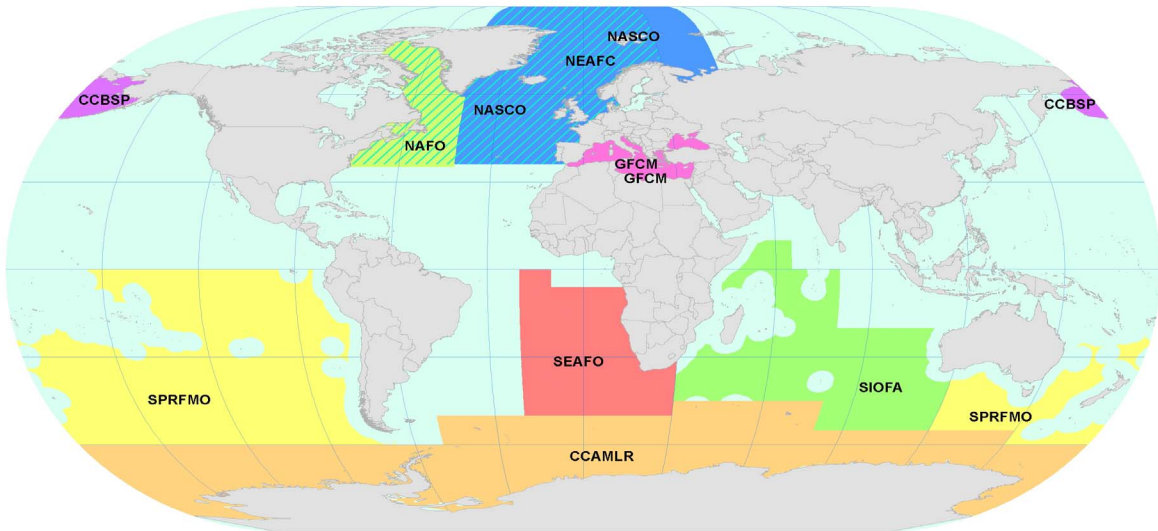 NASCO
NEAFC
CCBSP
NASCO
CCBSP
NAFO
GFCM
GFCM
SEAFO
SIOFA
SPRFMO
SPRFMO
CCAMLR